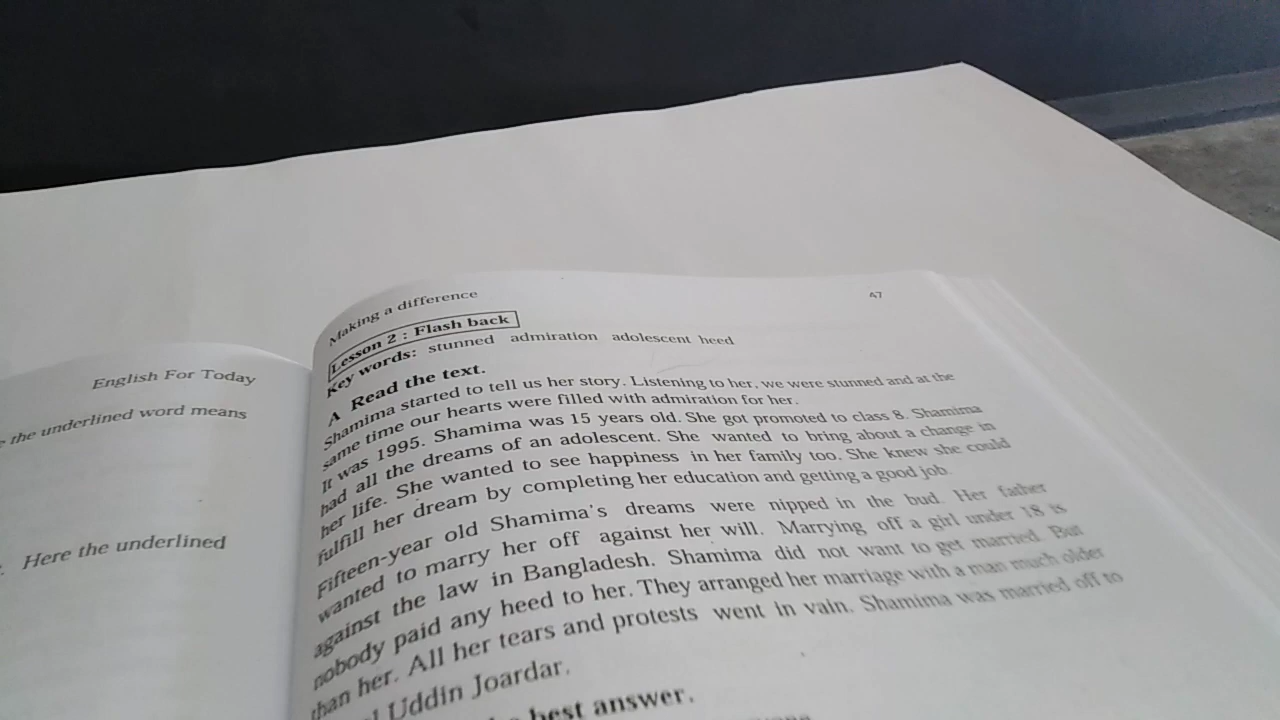 English For Today
the underlined word means
Here the underlined
Making a difference
47
Lesson 2 : Flash back
Key words: stunned admiration adolescent heed
A Read the text.
Shamima started to tell us her story. Listening to her, we were stunned and at the
same time our hearts were filled with admiration for her.
It was 1995. Shamima was 15 years old. She got promoted to class 8. Shamima
had all the dreams of an adolescent. She wanted to bring about a change in
her life. She wanted to see happiness in her family too. She knew she could
fulfill her dream by completing her education and getting a good job.
Fifteen-year old Shamima's dreams were nipped in the bud. Her father
wanted to marry her off against her will. Marrying off a girl under 18 is
against the law in Bangladesh. Shamima did not want to get married. But
nobody paid any heed to her. They arranged her marriage with a man much older
than her. All her tears and protests went in vain. Shamima was married off to
Uddin Joardar.
best answer.